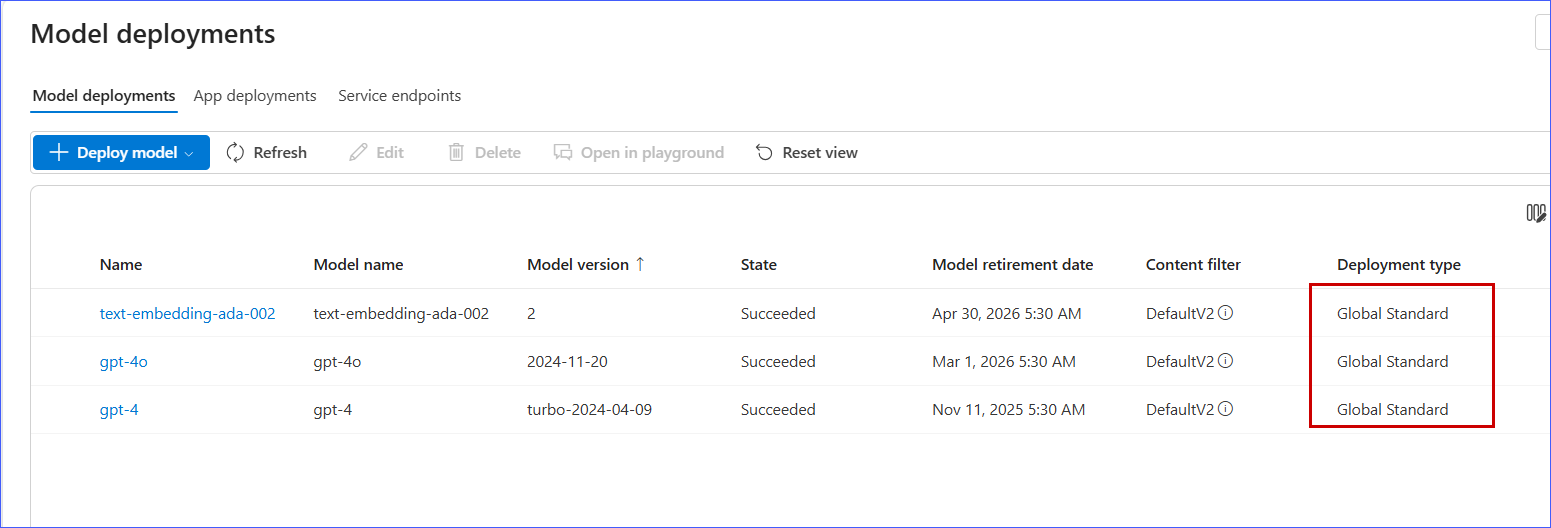 Model deployments
Model deployments App deployments Service endpoints
Deploy model Refresh Edit Delete Open in playground Reset view
Name Model name Model version ↑ State Model retirement date Content filter Deployment type
text-embedding-ada-002 text-embedding-ada-002 2 Succeeded Apr 30, 2026 5:30 AM DefaultV2 Global Standard
gpt-4o gpt-4o 2024-11-20 Succeeded Mar 1, 2026 5:30 AM DefaultV2 Global Standard
gpt-4 gpt-4 turbo-2024-04-09 Succeeded Nov 11, 2025 5:30 AM DefaultV2 Global Standard